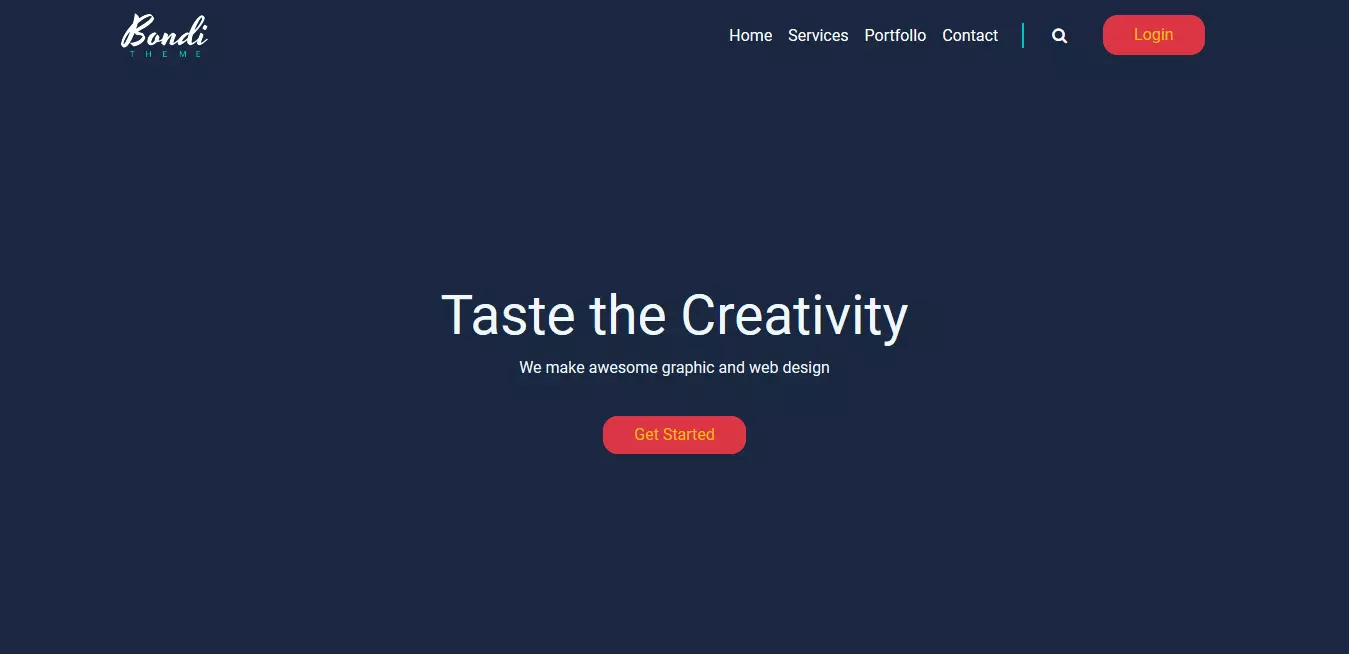 Bondi
THEME
Home Services Portfollo Contact Login
Taste the Creativity
We make awesome graphic and web design
Get Started